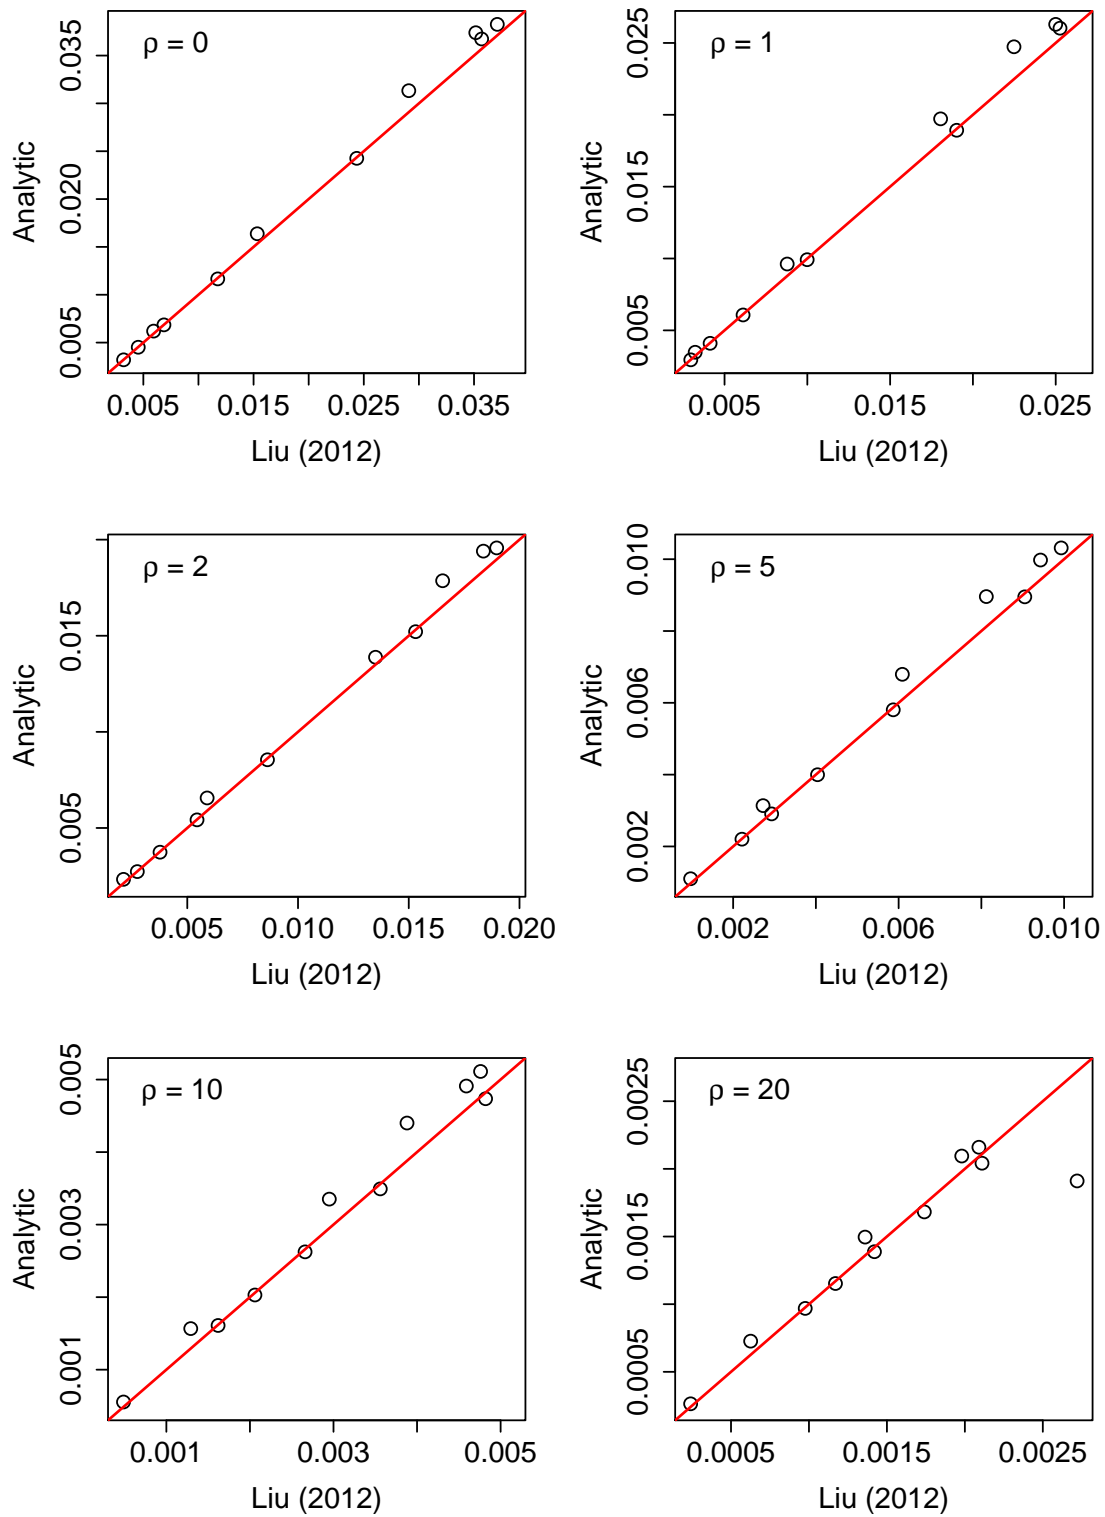 ρ = 0
Analytic
0.005 0.020 0.035
0.005 0.015 0.025 0.035
Liu (2012)
ρ = 1
Analytic
0.005 0.015 0.025
0.005 0.015 0.025
Liu (2012)
ρ = 2
Analytic
0.005 0.015
0.005 0.010 0.015 0.020
Liu (2012)
ρ = 5
Analytic
0.002 0.006 0.010
0.002 0.006 0.010
Liu (2012)
ρ = 10
Analytic
0.001 0.003 0.005
0.001 0.003 0.005
Liu (2012)
ρ = 20
Analytic
0.0005 0.0015 0.0025
0.0005 0.0015 0.0025
Liu (2012)